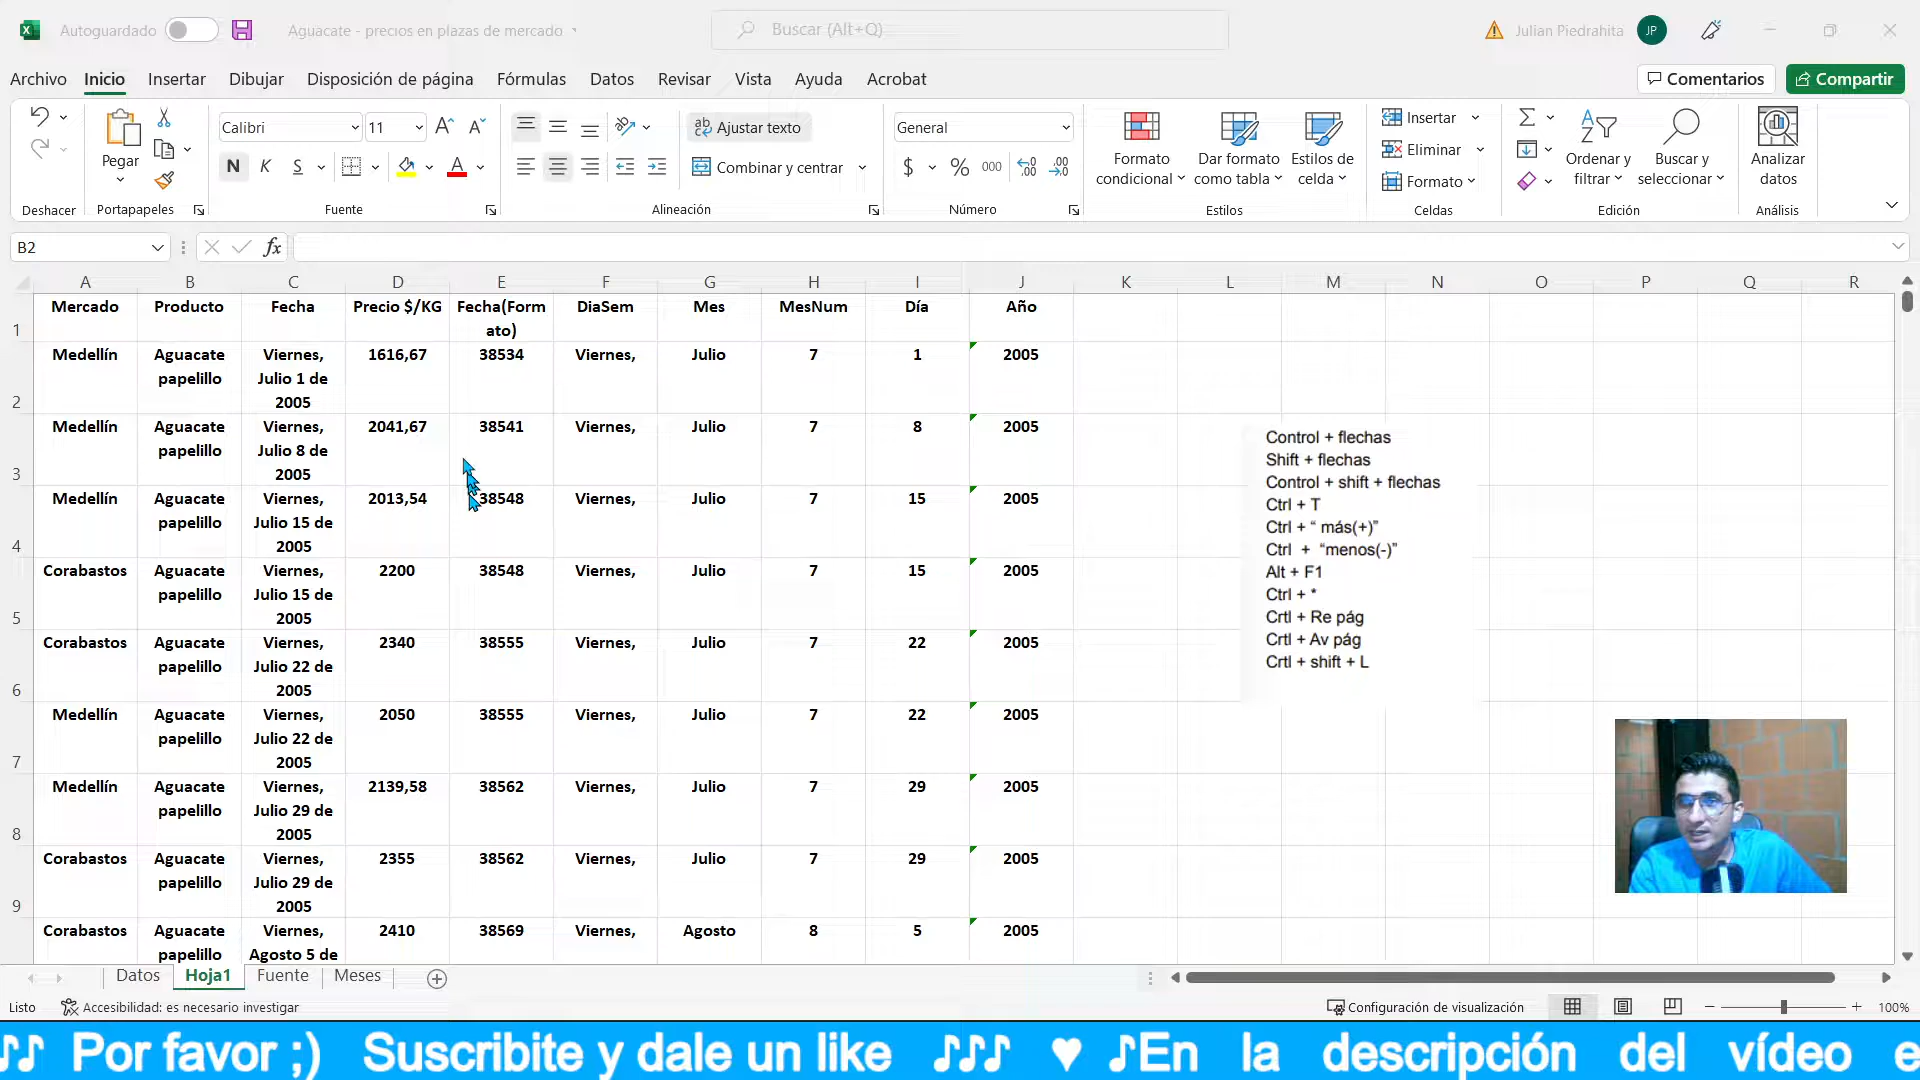 Autoguardado
Aguacate - precios en plazas de mercado
Buscar (Alt+Q)
Julian Piedrahita
JP
Archivo Inicio Insertar Dibujar Disposición de página Fórmulas Datos Revisar Vista Ayuda Acrobat
Comentarios
Compartir
Pegar
Calibri
11
N K S
Ajustar texto
Combinar y centrar
General
$ % 000
Formato condicional
Dar formato como tabla
Estilos de celda
Insertar
Eliminar
Formato
Ordenar y filtrar
Buscar y seleccionar
Analizar datos
Deshacer Portapapeles Fuente Alineación Número Estilos Celdas Edición Análisis
B2
fx
A B C D E F G H I J K L M N O P Q R
1 Mercado Producto Fecha Precio $/KG Fecha(Formato) DiaSem Mes MesNum Día Año
2 Medellín Aguacate papelillo Viernes, Julio 1 de 2005 1616,67 38534 Viernes, Julio 7 1 2005
3 Medellín Aguacate papelillo Viernes, Julio 8 de 2005 2041,67 38541 Viernes, Julio 7 8 2005
4 Medellín Aguacate papelillo Viernes, Julio 15 de 2005 2013,54 38548 Viernes, Julio 7 15 2005
5 Corabastos Aguacate papelillo Viernes, Julio 15 de 2005 2200 38548 Viernes, Julio 7 15 2005
6 Corabastos Aguacate papelillo Viernes, Julio 22 de 2005 2340 38555 Viernes, Julio 7 22 2005
7 Medellín Aguacate papelillo Viernes, Julio 22 de 2005 2050 38555 Viernes, Julio 7 22 2005
8 Medellín Aguacate papelillo Viernes, Julio 29 de 2005 2139,58 38562 Viernes, Julio 7 29 2005
9 Corabastos Aguacate papelillo Viernes, Julio 29 de 2005 2355 38562 Viernes, Julio 7 29 2005
Corabastos Aguacate papelillo Viernes, Agosto 5 de 2410 38569 Viernes, Agosto 8 5 2005
Control + flechas
Shift + flechas
Control + shift + flechas
Ctrl + T
Ctrl + “ más(+)”
Ctrl + “menos(-)”
Alt + F1
Ctrl + *
Crtl + Re pág
Crtl + Av pág
Crtl + shift + L
Datos Hoja1 Fuente Meses
Listo
Accesibilidad: es necesario investigar
Configuración de visualización
100%
♪♪ Por favor ;) Suscribite y dale un like ♪♪♪ ♥ ♪En la descripción del vídeo e